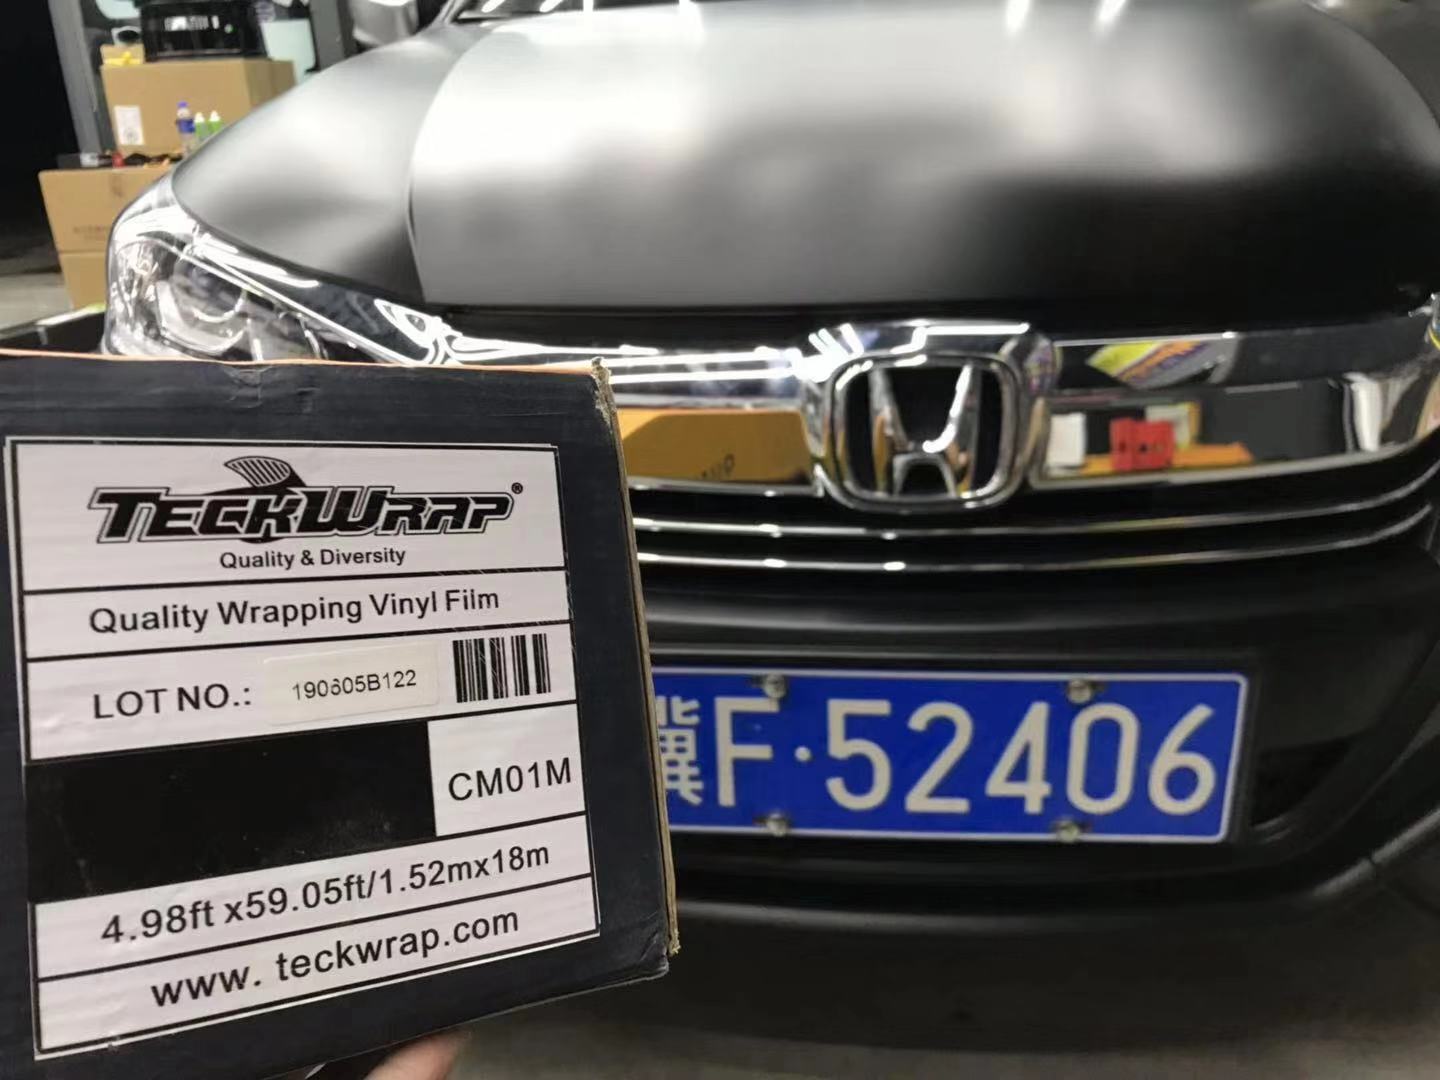 TECKWRAP®
Quality & Diversity
Quality Wrapping Vinyl Film
LOT NO.: 190605B122
CM01M
4.98ft x59.05ft/1.52mx18m
www. teckwrap.com
冀F·52406